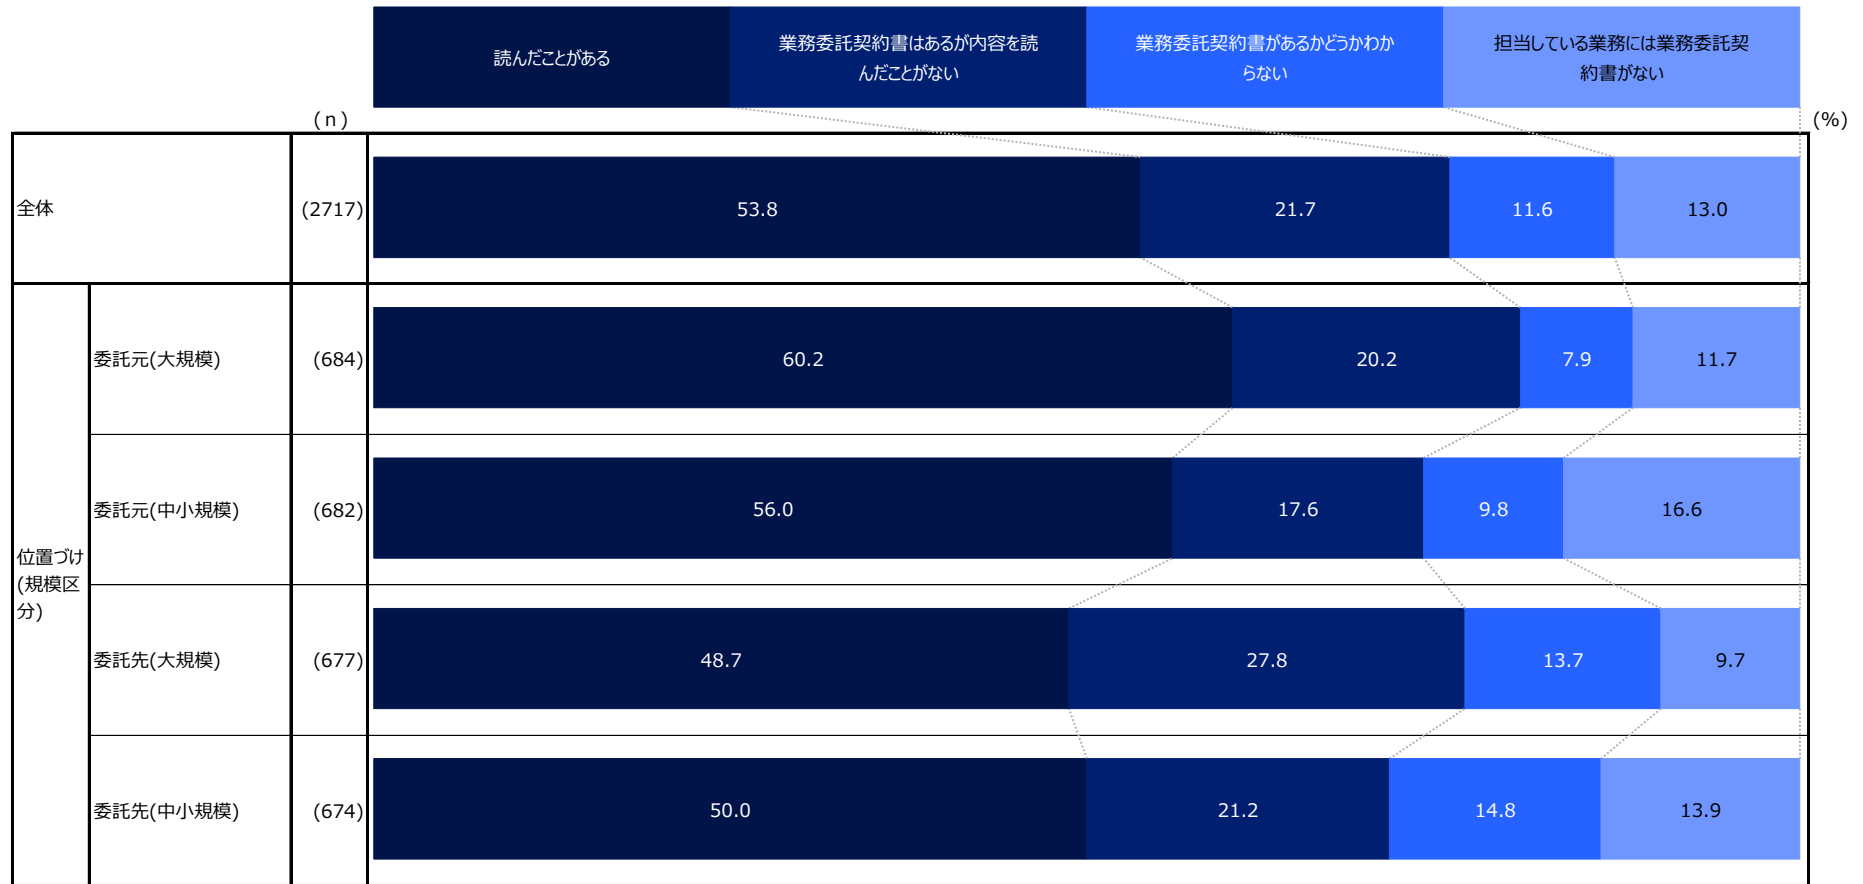 読んだことがある
業務委託契約書はあるが内容を読
んだことがない
業務委託契約書があるかどうかわか
らない
担当している業務には業務委託契
約書がない
(n)
(%)
全体
(2717)
53.8
21.7
11.6
13.0
位置づけ
(規模区
分)
委託元(大規模)
(684)
60.2
20.2
7.9
11.7
委託元(中小規模)
(682)
56.0
17.6
9.8
16.6
委託先(大規模)
(677)
48.7
27.8
13.7
9.7
委託先(中小規模)
(674)
50.0
21.2
14.8
13.9